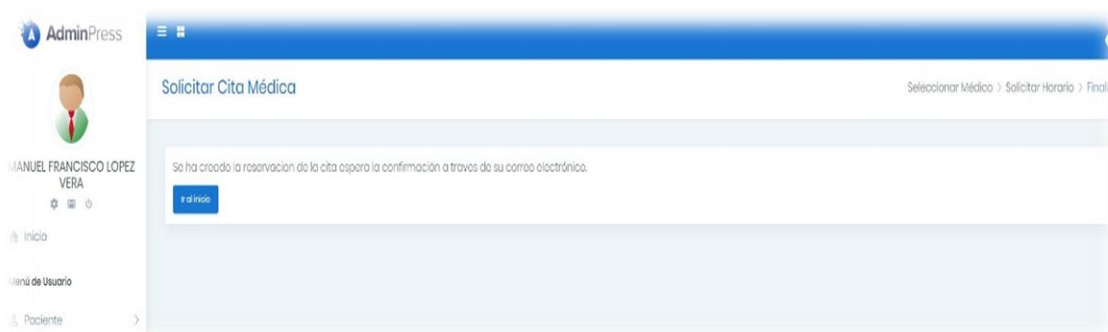 AdminPress
Solicitar Cita Médica
Seleccionar Médico > Solicitar Horario >
MANUEL FRANCISCO LOPEZ
VERA
Se ha creado la reservacion de la cita espera la confirmación a traves de su correo electrónico.
Ir al inicio
Inicio
Menú de Usuario
Paciente